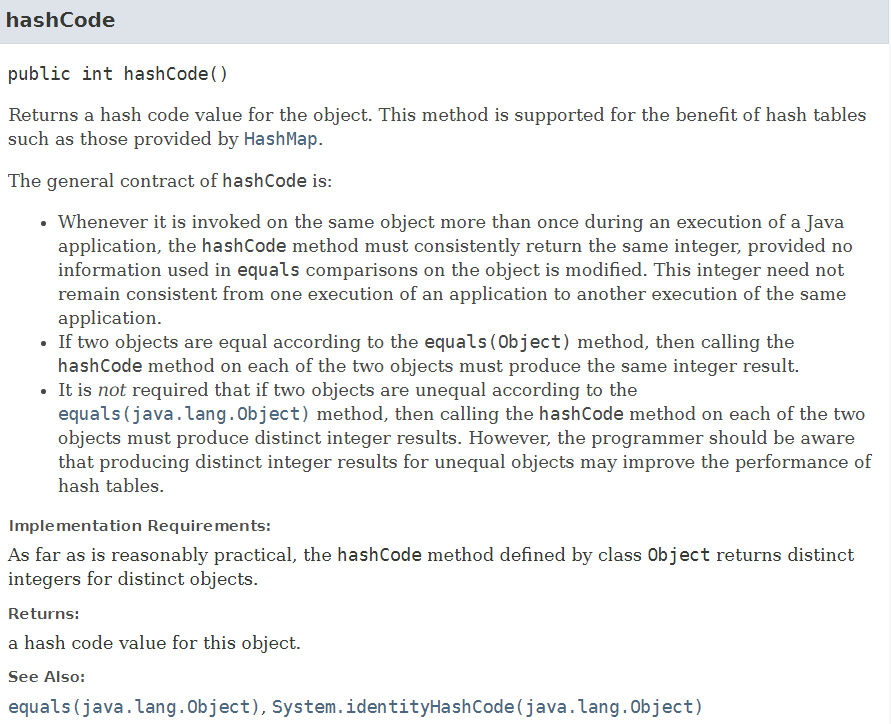 hashCode
public int hashCode()
Returns a hash code value for the object. This method is supported for the benefit of hash tables
such as those provided by HashMap.
The general contract of hashCode is:
• Whenever it is invoked on the same object more than once during an execution of a Java
application, the hashCode method must consistently return the same integer, provided no
information used in equals comparisons on the object is modified. This integer need not
remain consistent from one execution of an application to another execution of the same
application.
• If two objects are equal according to the equals(Object) method, then calling the
hashCode method on each of the two objects must produce the same integer result.
• It is not required that if two objects are unequal according to the
equals(java.lang.Object) method, then calling the hashCode method on each of the two
objects must produce distinct integer results. However, the programmer should be aware
that producing distinct integer results for unequal objects may improve the performance of
hash tables.
Implementation Requirements:
As far as is reasonably practical, the hashCode method defined by class Object returns distinct
integers for distinct objects.
Returns:
a hash code value for this object.
See Also:
equals(java.lang.Object), System.identityHashCode(java.lang.Object)